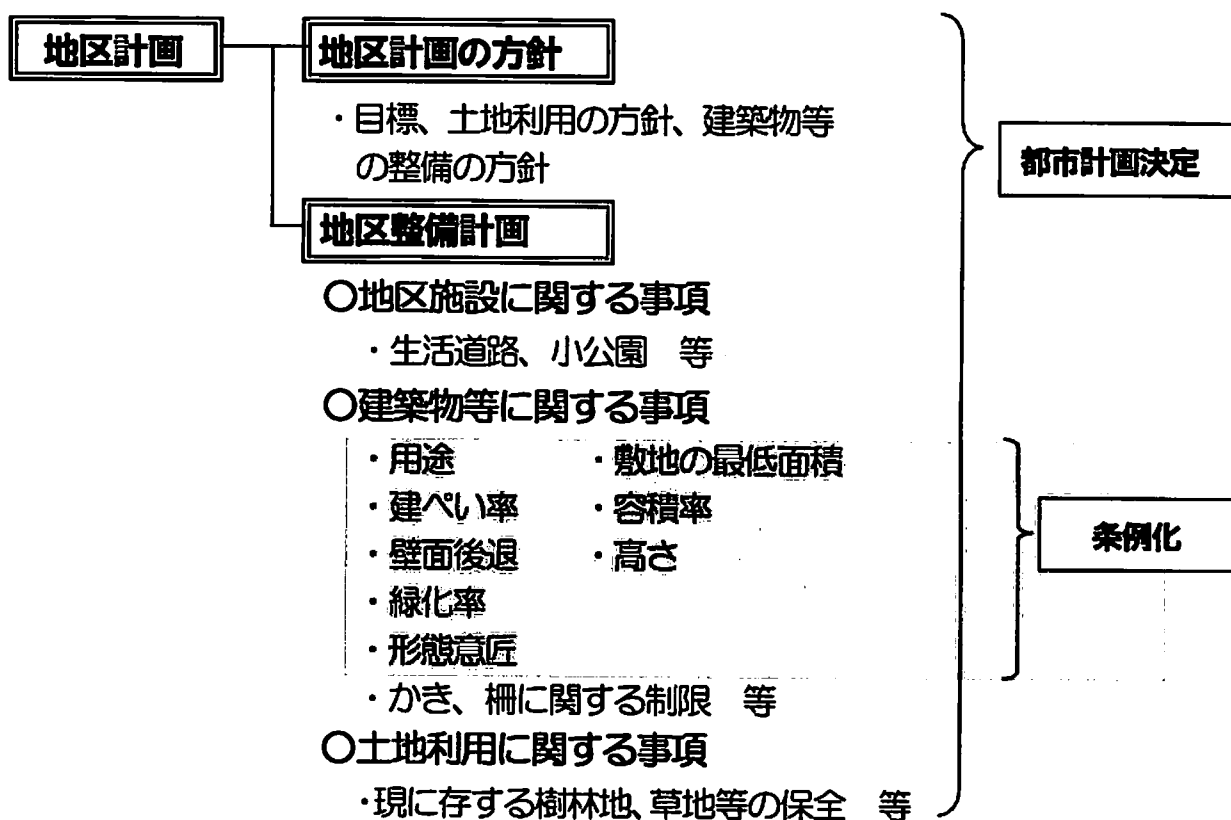 地区計画
地区計画の方針
・目標、土地利用の方針、建築物等
の整備の方針
都市計画決定
地区整備計画
〇地区施設に関する事項
・生活道路、小公園　等
〇建築物等に関する事項
・用途　・敷地の最低面積
・建ぺい率　・容積率
・壁面後退　・高さ
条例化
・緑化率
・形態意匠
・かき、柵に関する制限　等
〇土地利用に関する事項
・現に存する樹林地、草地等の保全　等